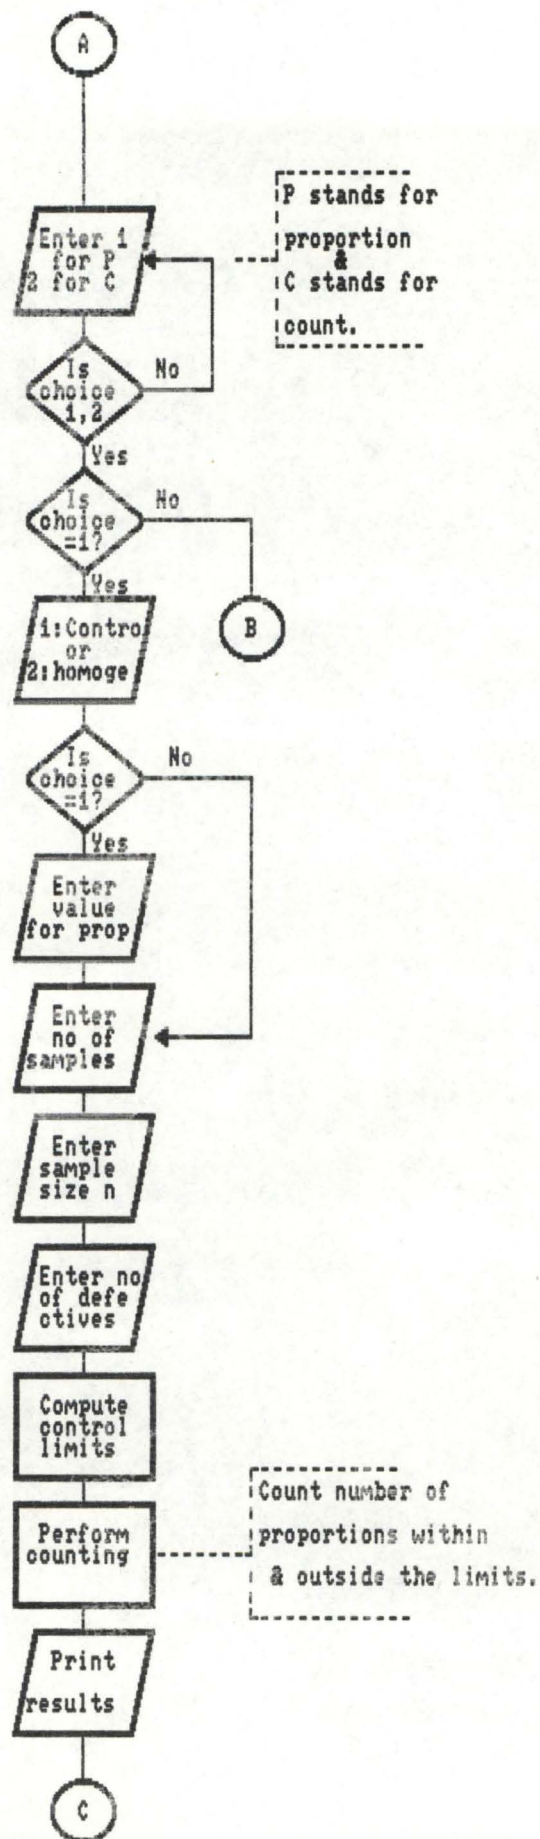 A
Enter 1
for P
2 for C
P stands for
proportion
&
C stands for
count.
Is
choice
1,2
No
Yes
Is
choice
=1?
No
Yes
B
1:Contro
or
2:homoge
Is
choice
=1?
No
Yes
Enter
value
for prop
Enter
no of
samples
Enter
sample
size n
Enter no
of defe
ctives
Compute
control
limits
Perform
counting
Count number of
proportions within
& outside the limits.
Print
results
C